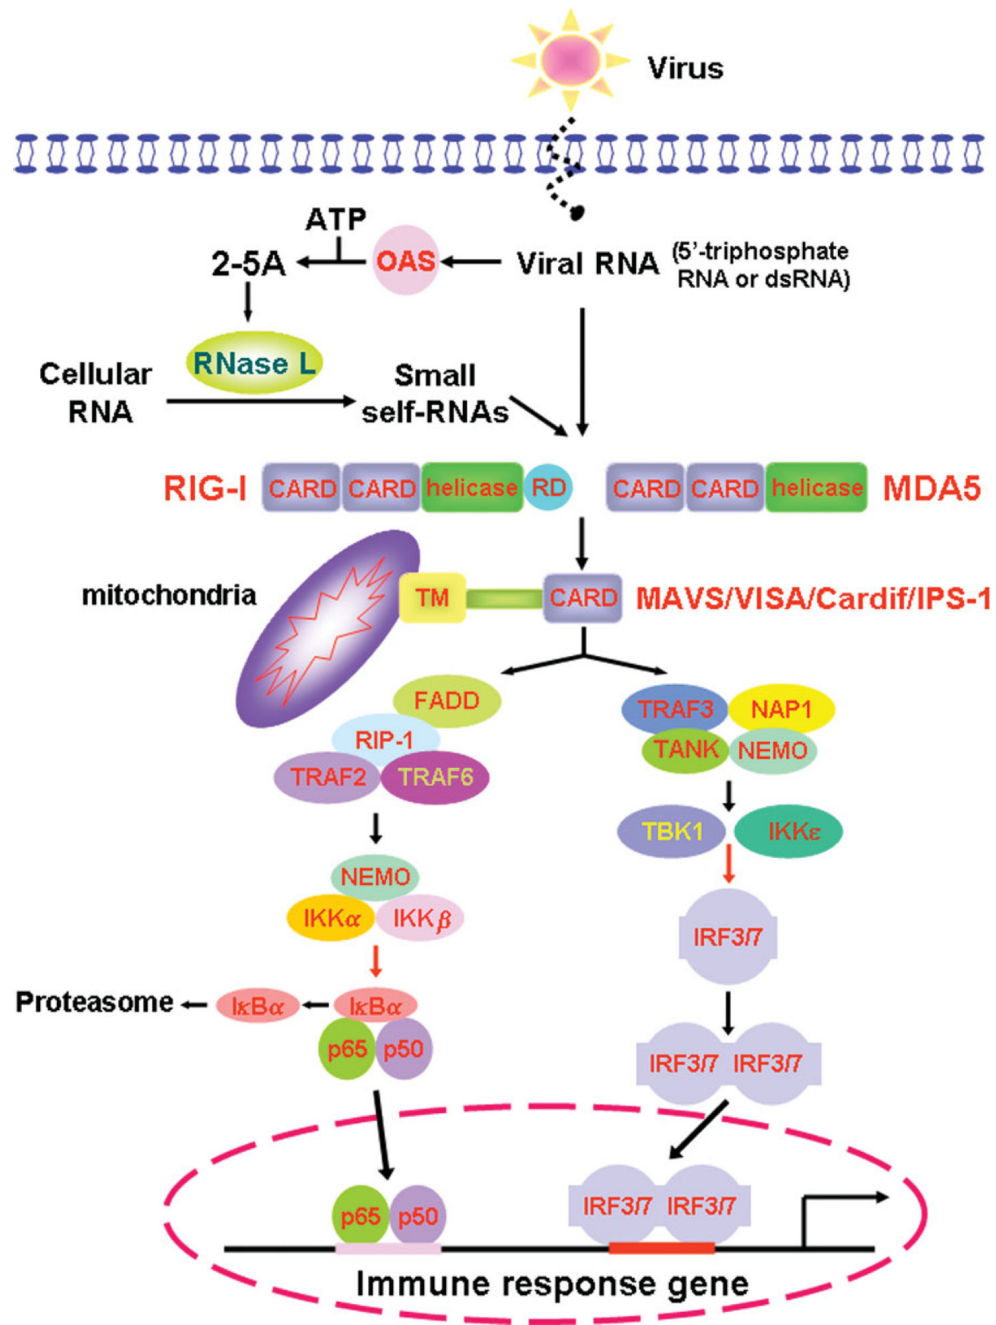 Virus
ATP
2-5A
OAS
Viral RNA
(5'-triphosphate
RNA or dsRNA)
RNase L
Cellular
RNA
Small
self-RNAs
RIG-I
CARD
CARD
helicase
RD
CARD
CARD
helicase
MDA5
mitochondria
TM
CARD
MAVS/VISA/Cardif/IPS-1
FADD
RIP-1
TRAF2
TRAF6
TRAF3
NAP1
TANK
NEMO
TBK1
IKKε
NEMO
IKKα
IKKβ
IRF3/7
Proteasome
IκBα
IκBα
p65
p50
IRF3/7
IRF3/7
p65
p50
IRF3/7
IRF3/7
Immune response gene